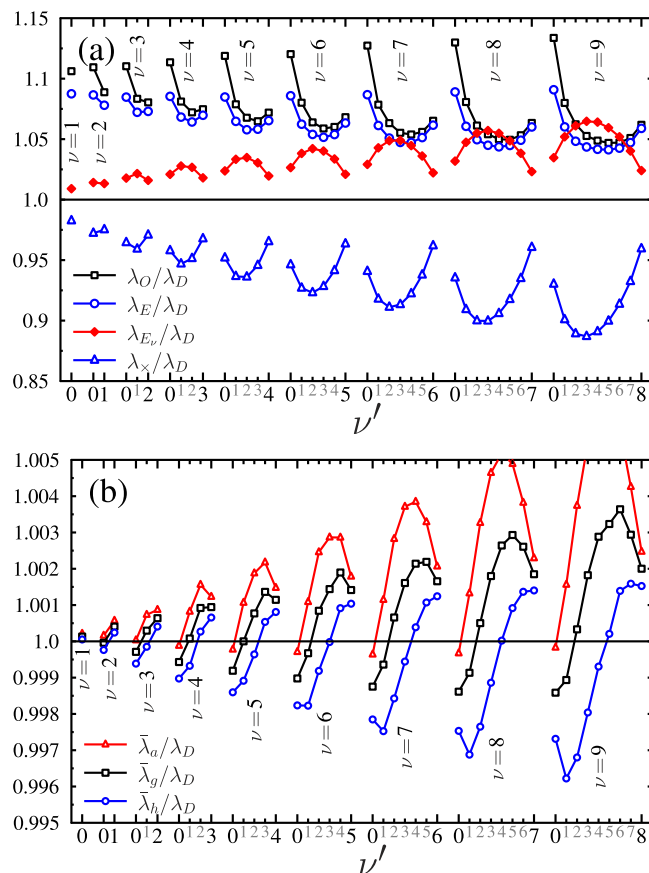 1.15
(a)
1.10
1.05
1.0
0.95
0.9
0.85
ν=1
ν=2
ν=3
ν=4
ν=5
ν=6
ν=7
ν=8
ν=9
λ_O/λ_D
λ_E/λ_D
λ_{E_ν}/λ_D
λ_×/λ_D
0 01 012 0123 01234 012345 0123456 01234567 012345678
ν′
1.005
(b)
1.004
1.003
1.002
1.001
1.0
0.999
0.998
0.997
0.996
0.995
ν=1
ν=2
ν=3
ν=4
ν=5
ν=6
ν=7
ν=8
ν=9
λ̄_a/λ_D
λ̄_g/λ_D
λ̄_h/λ_D
0 01 012 0123 01234 012345 0123456 01234567 012345678
ν′